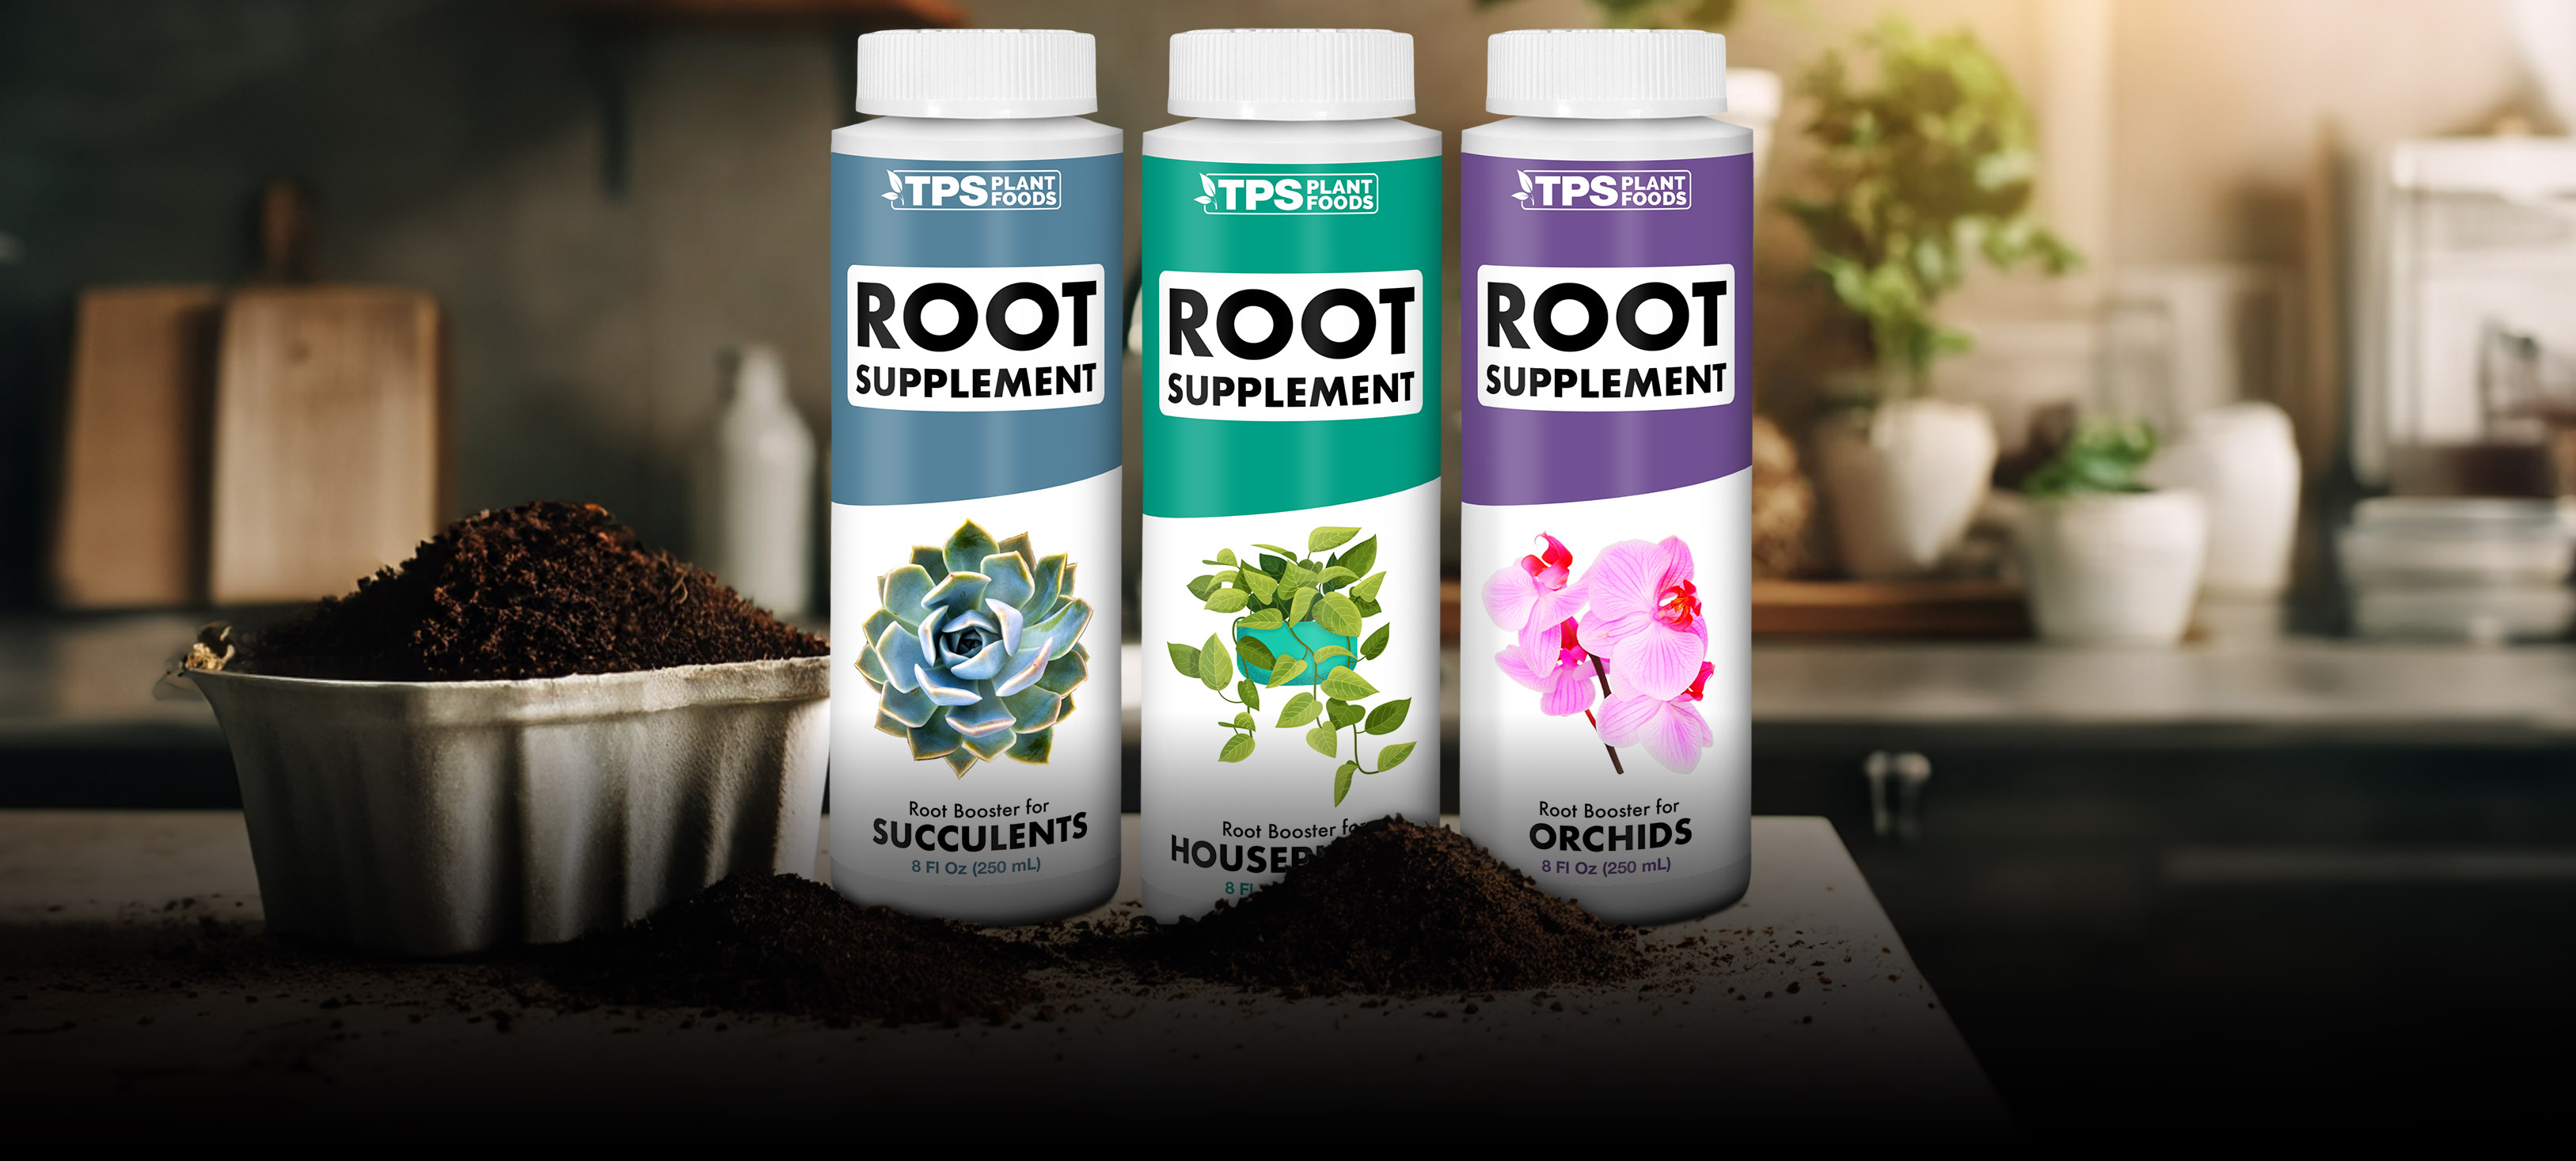 TPS PLANT
FOODS
ROOT
SUPPLEMENT
Root Booster for
SUCCULENTS
8 Fl Oz (250 mL)
TPS PLANT
FOODS
ROOT
SUPPLEMENT
Root Booster
8
TPS PLANT
FOODS
ROOT
SUPPLEMENT
Root Booster for
ORCHIDS
8 Fl Oz (250 mL)